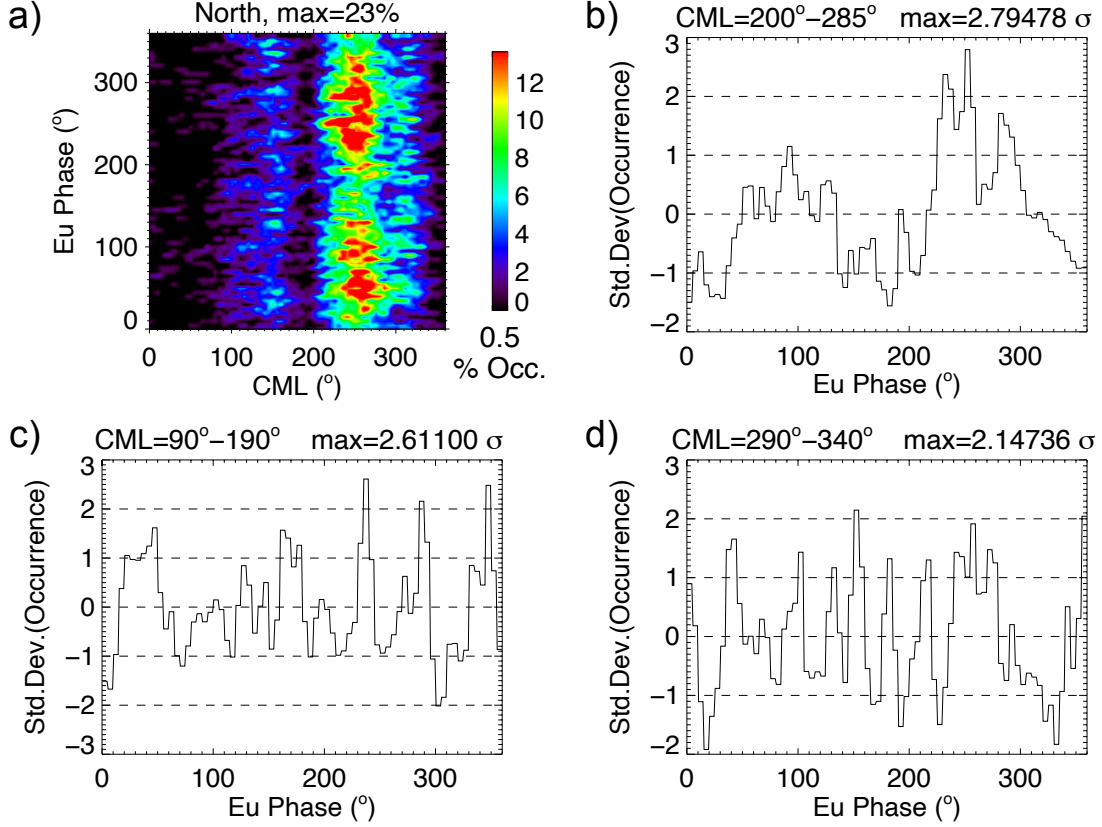 a) North, max=23%
Eu Phase (°)
300
200
100
0
0 100 200 300
CML (°)
12
10
8
6
4
2
0
0.5
% Occ.
b) CML=200°−285° max=2.79478 σ
Std.Dev(Occurrence)
3
2
1
0
−1
−2
0 100 200 300
Eu Phase (°)
c) CML=90°−190° max=2.61100 σ
Std.Dev.(Occurrence)
3
2
1
0
−1
−2
−3
0 100 200 300
Eu Phase (°)
d) CML=290°−340° max=2.14736 σ
Std.Dev.(Occurrence)
3
2
1
0
−1
−2
0 100 200 300
Eu Phase (°)